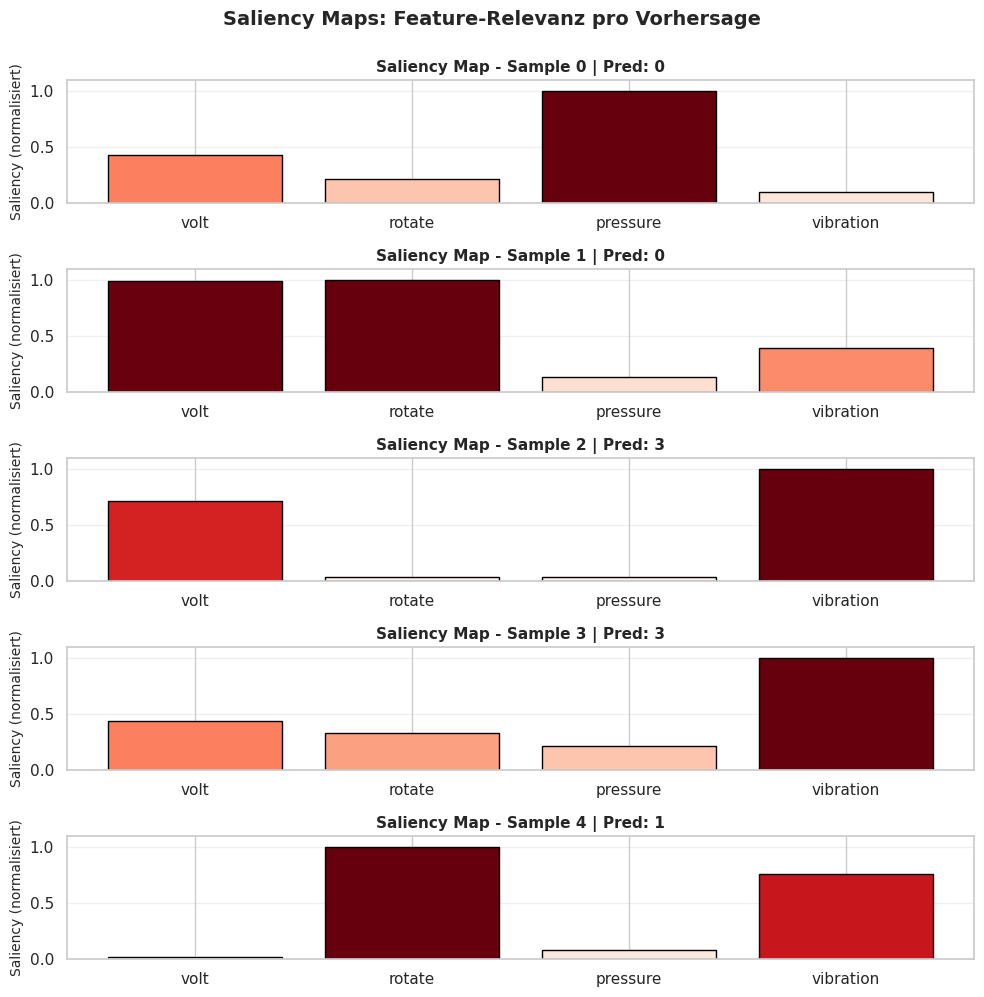 Saliency Maps: Feature-Relevanz pro Vorhersage
Saliency Map - Sample 0 | Pred: 0
Saliency (normalisiert)
1.0
0.5
0.0
volt rotate pressure vibration
Saliency Map - Sample 1 | Pred: 0
Saliency (normalisiert)
1.0
0.5
0.0
volt rotate pressure vibration
Saliency Map - Sample 2 | Pred: 3
Saliency (normalisiert)
1.0
0.5
0.0
volt rotate pressure vibration
Saliency Map - Sample 3 | Pred: 3
Saliency (normalisiert)
1.0
0.5
0.0
volt rotate pressure vibration
Saliency Map - Sample 4 | Pred: 1
Saliency (normalisiert)
1.0
0.5
0.0
volt rotate pressure vibration